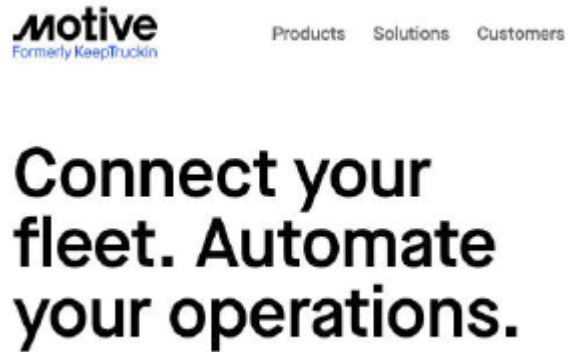 Motive
Formerly KeepTruckin
Products Solutions Customers
Connect your
fleet. Automate
your operations.